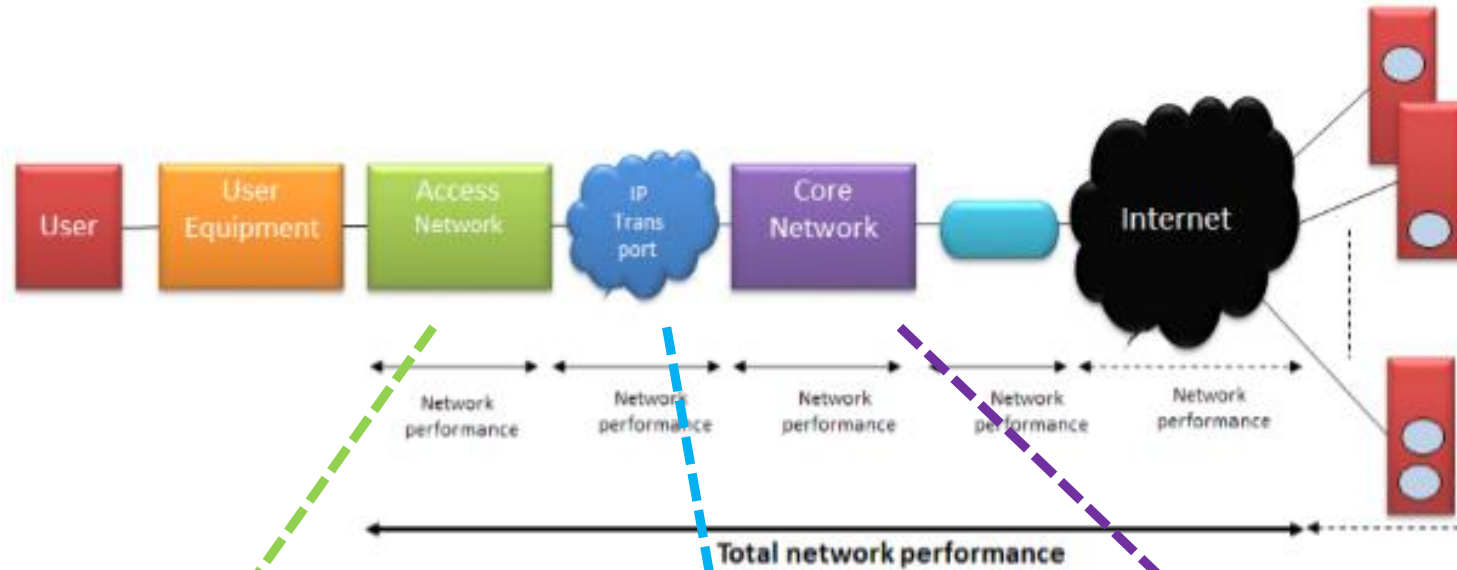 User
User
Equipment
Access
Network
IP
Trans
port
Core
Network
Internet
Network
performance
Network
performance
Network
performance
Network
performance
Network
performance
Total network performance